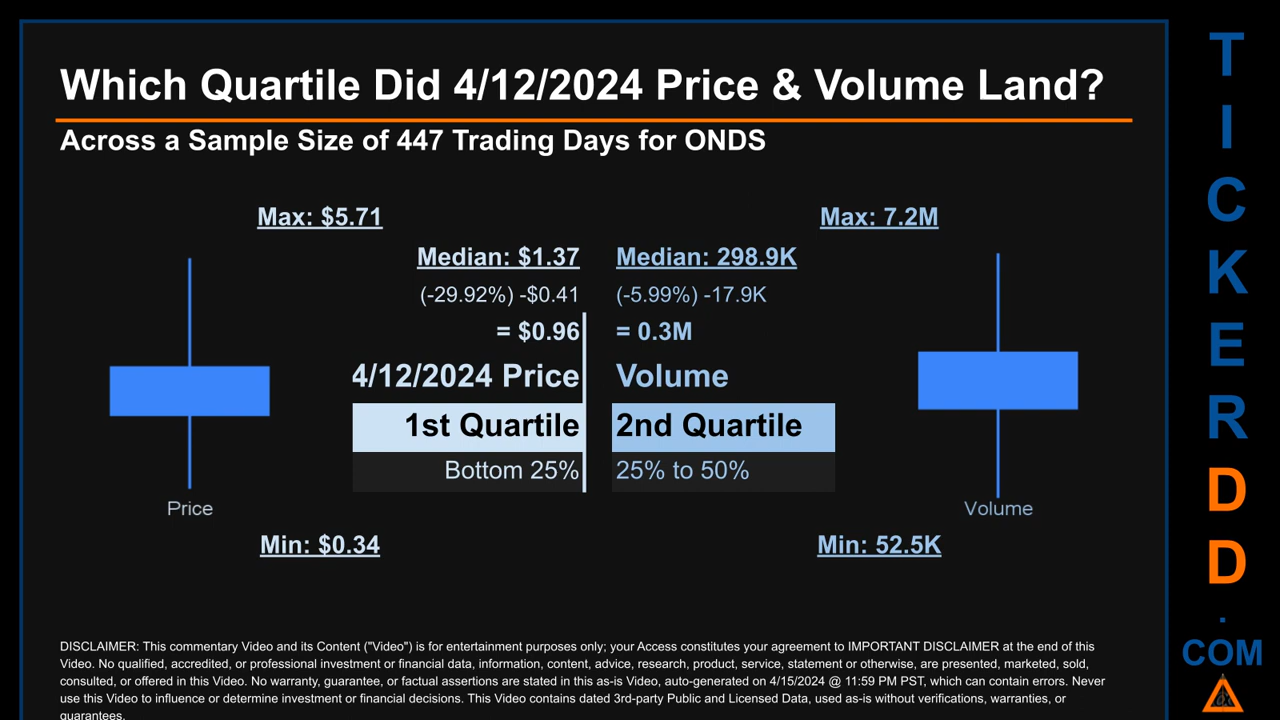 Which Quartile Did 4/12/2024 Price & Volume Land?
Across a Sample Size of 447 Trading Days for ONDS
Max: $5.71
Max: 7.2M
Median: $1.37
Median: 298.9K
(-29.92%) -$0.41
(-5.99%) -17.9K
= $0.96
= 0.3M
4/12/2024 Price
Volume
1st Quartile
2nd Quartile
Bottom 25%
25% to 50%
Price
Volume
Min: $0.34
Min: 52.5K
DISCLAIMER: This commentary Video and its Content ("Video") is for entertainment purposes only; your Access constitutes your agreement to IMPORTANT DISCLAIMER at the end of this
Video. No qualified, accredited, or professional investment or financial data, information, content, advice, research, product, service, statement or otherwise, are presented, marketed, sold,
consulted, or offered in this Video. No warranty, guarantee, or factual assertions are stated in this as-is Video, auto-generated on 4/15/2024 @ 11:59 PM PST, which can contain errors. Never
use this Video to influence or determine investment or financial decisions. This Video contains dated 3rd-party Public and Licensed Data, used as-is without verifications, warranties, or
guarantees.
T
I
C
K
E
R
D
D
.
COM